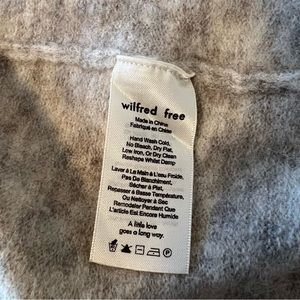 wilfred free
Made in China
Fabriqué en Chine
Hand Wash Cold,
No Bleach, Dry Flat,
Low Iron, Or Dry Clean
Reshape Whilst Damp
Laver À La Main À L'eau Froide,
Pas De Blanchiment,
Sécher À Plat,
Repasser À Basse Température,
Ou Nettoyer À Sec
Remodeler Pendant Que
L'article Est Encore Humide
A little love
goes a long way.
P